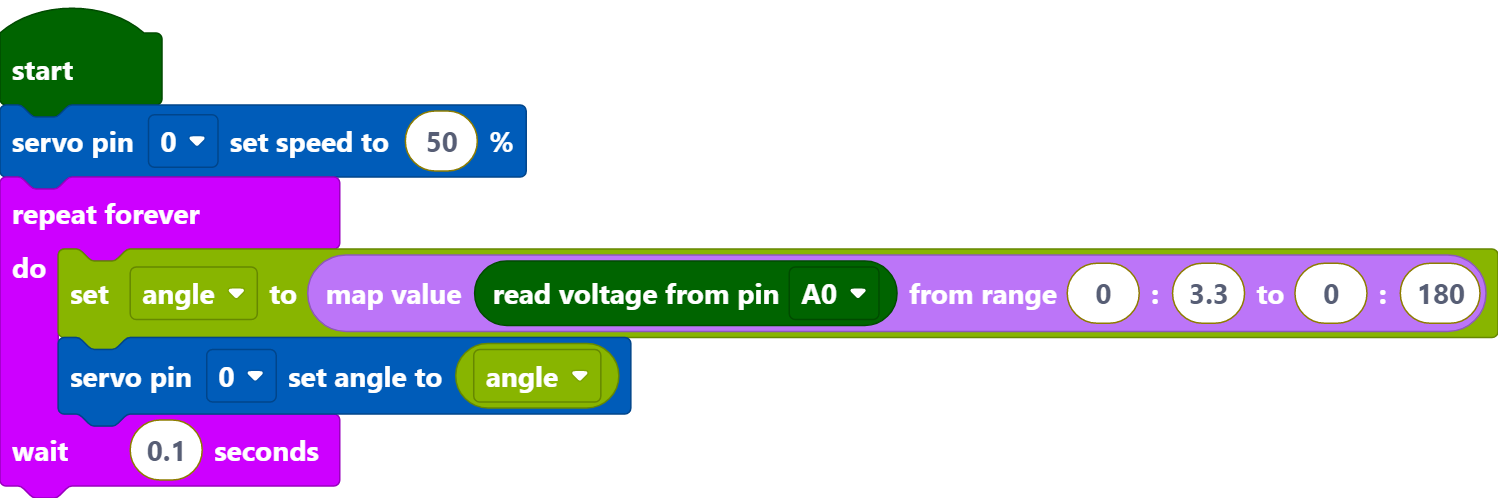 start
servo pin 0 set speed to 50 %
repeat forever
do
set angle to map value read voltage from pin A0 from range 0 : 3.3 to 0 : 180
servo pin 0 set angle to angle
wait 0.1 seconds